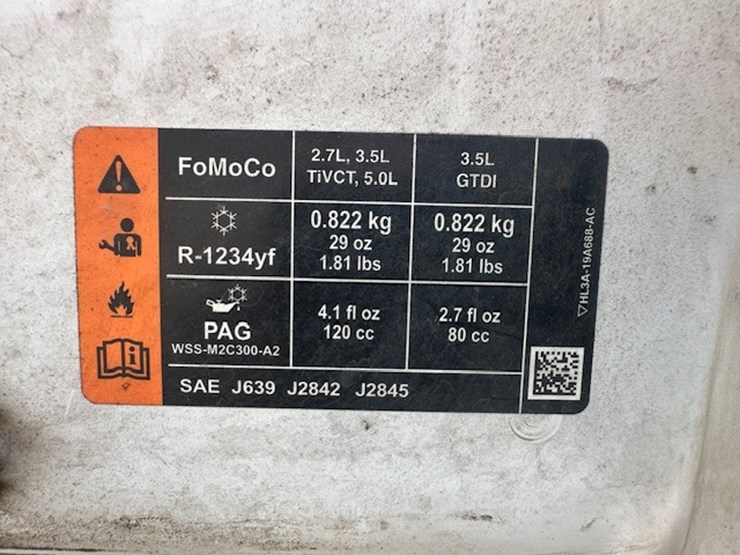 FoMoCo
2.7L, 3.5L
TiVCT, 5.0L
3.5L
GTDI
R-1234yf
0.822 kg
29 oz
1.81 lbs
0.822 kg
29 oz
1.81 lbs
PAG
WSS-M2C300-A2
4.1 fl oz
120 cc
2.7 fl oz
80 cc
SAE J639 J2842 J2845
HL3A-19A688-AC